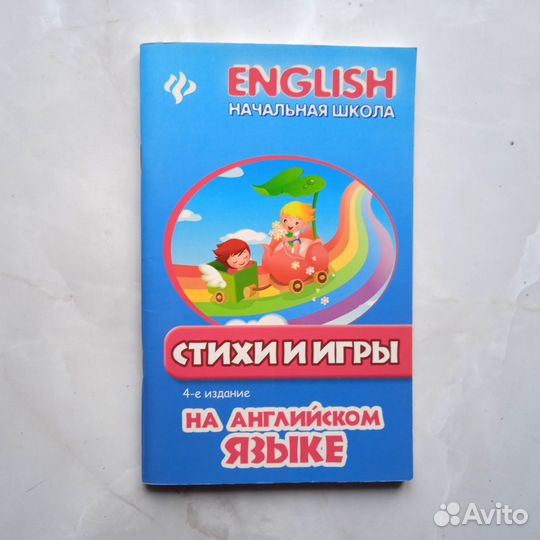 ENGLISH
НАЧАЛЬНАЯ ШКОЛА
СТИХИ И ИГРЫ
4-е издание
НА АНГЛИЙСКОМ
ЯЗЫКЕ
Avito